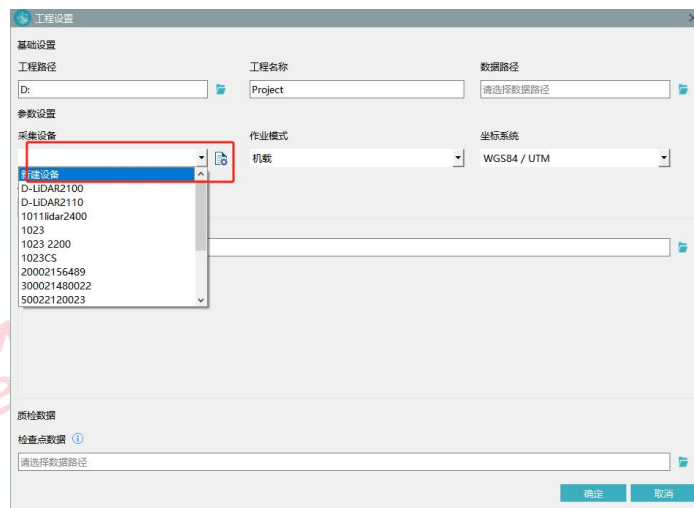 工程设置
基础设置
工程路径 工程名称 数据路径
D: Project 请选择数据路径
参数设置
采集设备 作业模式 坐标系统
机载 WGS84 / UTM
新建设备
D-LiDAR2100
D-LiDAR2110
1011lidar2400
1023
1023 2200
1023CS
20002156489
300021480022
50022120023
质检数据
检查点数据
请选择数据路径
确定 取消